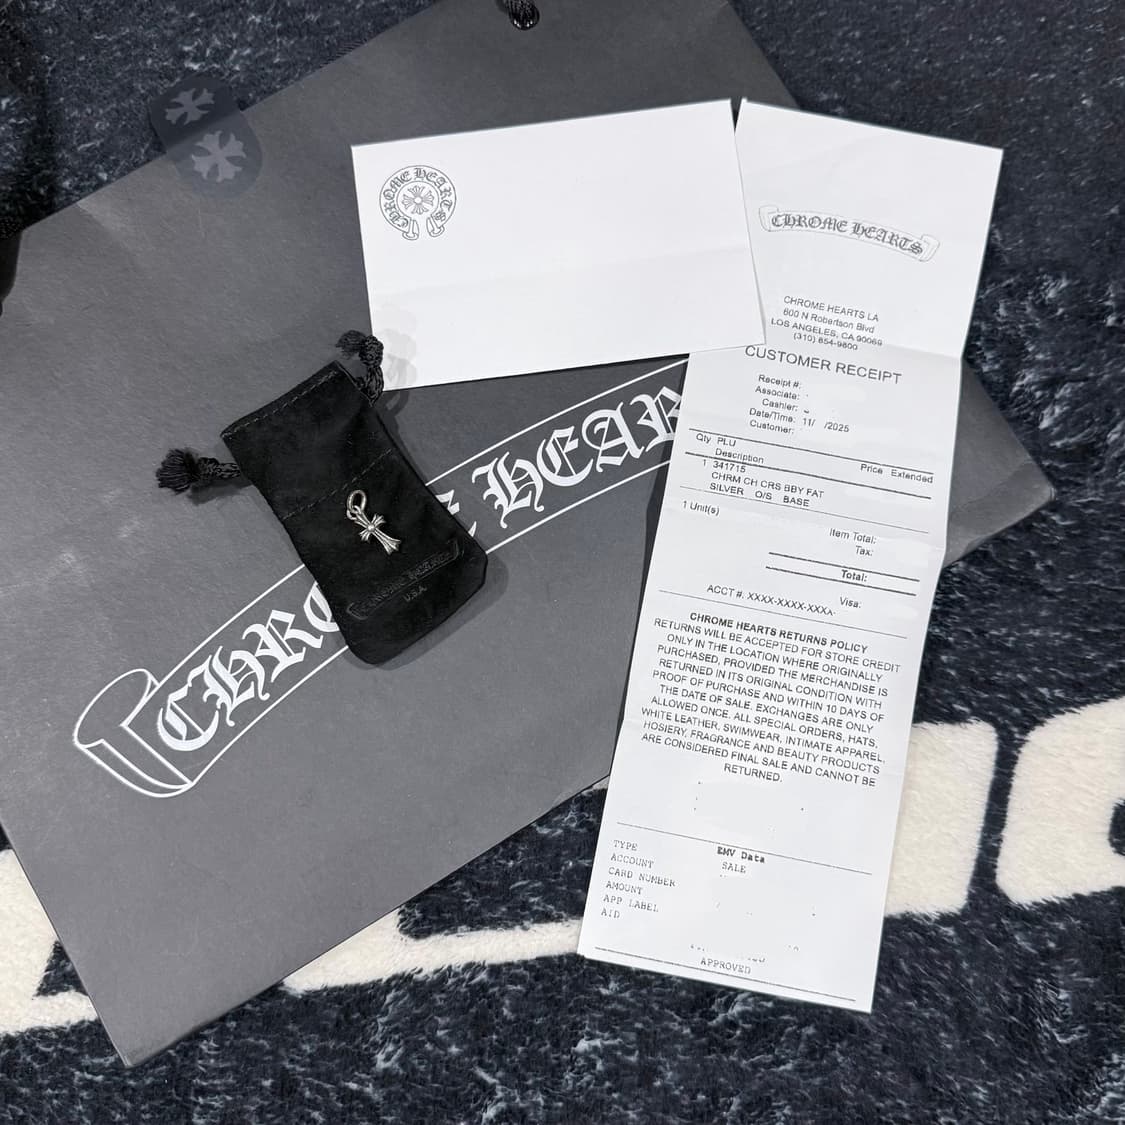 CHROME HEARTS
CHROME HEARTS
CHROME HEARTS LA
600 N Robertson Blvd
LOS ANGELES, CA 90069
(310) 854-9800
CUSTOMER RECEIPT
Receipt #:
Associate:
Cashier:
Date/Time: 11/ /2025
Customer:
Qty PLU
Description Price Extended
1 341715
CHRM CH CRS BBY FAT
SILVER O/S BASE
1 Unit(s)
Item Total:
Tax:
Total:
Visa:
ACCT #: XXXX-XXXX-XXXX-
CHROME HEARTS RETURNS POLICY
RETURNS WILL BE ACCEPTED FOR STORE CREDIT
ONLY IN THE LOCATION WHERE ORIGINALLY
PURCHASED, PROVIDED THE MERCHANDISE IS
RETURNED IN ITS ORIGINAL CONDITION WITH
PROOF OF PURCHASE AND WITHIN 10 DAYS OF
THE DATE OF SALE. EXCHANGES ARE ONLY
ALLOWED ONCE. ALL SPECIAL ORDERS, HATS,
WHITE LEATHER, SWIMWEAR, INTIMATE APPAREL,
HOSIERY, FRAGRANCE AND BEAUTY PRODUCTS
ARE CONSIDERED FINAL SALE AND CANNOT BE
RETURNED.
EMV Data
TYPE SALE
ACCOUNT
CARD NUMBER
AMOUNT
APP LABEL
AID
APPROVED
CHROME HEARTS
U.S.A.
CHRO E HEAR